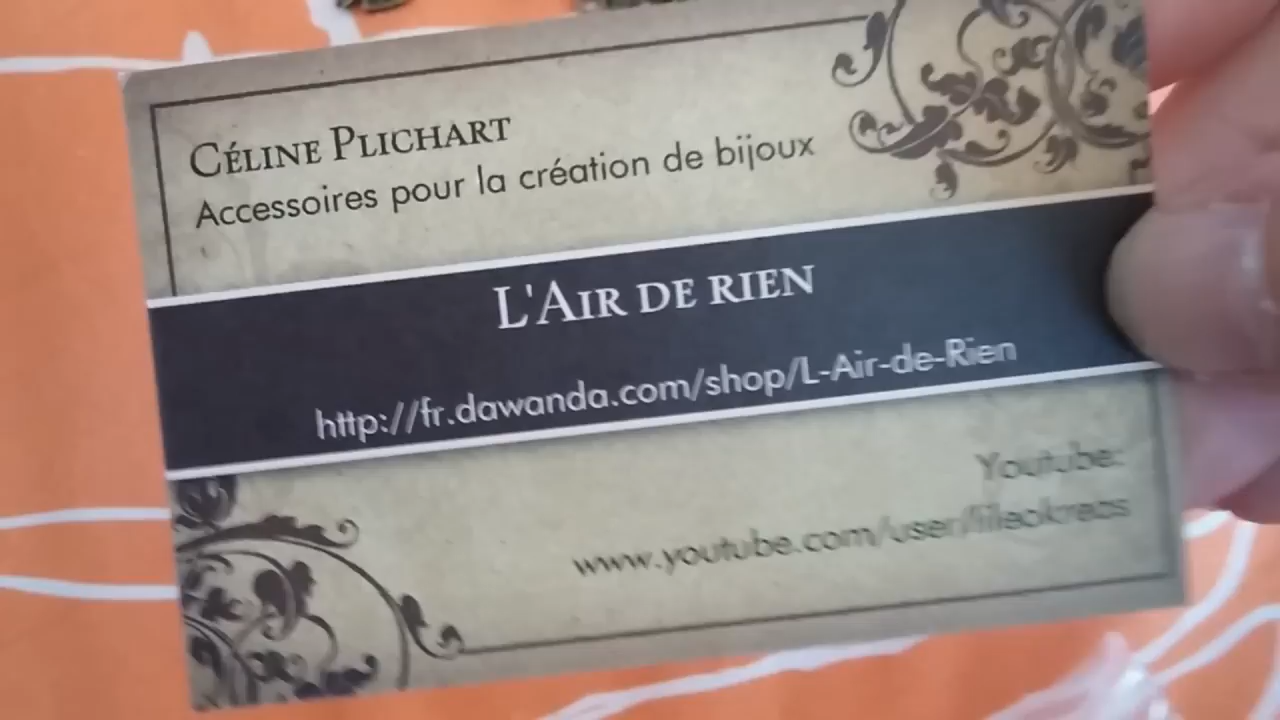 CÉLINE PLICHART
Accessoires pour la création de bijoux
L'AIR DE RIEN
http://fr.dawanda.com/shop/L-Air-de-Rien
Youtube:
www.youtube.com/user/lilleokreas